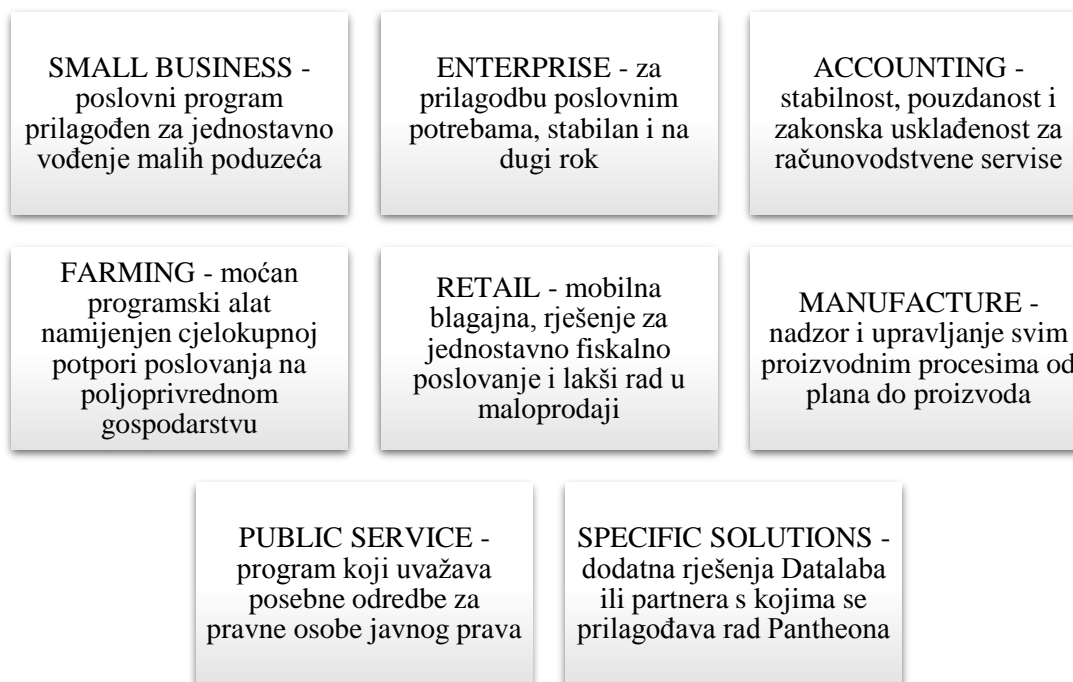 SMALL BUSINESS -
poslovni program
prilagođen za jednostavno
vođenje malih poduzeća
ENTERPRISE - za
prilagodbu poslovnim
potrebama, stabilan i na
dugi rok
ACCOUNTING -
stabilnost, pouzdanost i
zakonska usklađenost za
računovodstvene servise
FARMING - moćan
programski alat
namijenjen cjelokupnoj
potpori poslovanja na
poljoprivrednom
gospodarstvu
RETAIL - mobilna
blagajna, rješenje za
jednostavno fiskalno
poslovanje i lakši rad u
maloprodaji
MANUFACTURE -
nadzor i upravljanje svim
proizvodnim procesima od
plana do proizvoda
PUBLIC SERVICE -
program koji uvažava
posebne odredbe za
pravne osobe javnog prava
SPECIFIC SOLUTIONS -
dodatna rješenja Datalaba
ili partnera s kojima se
prilagođava rad Pantheona